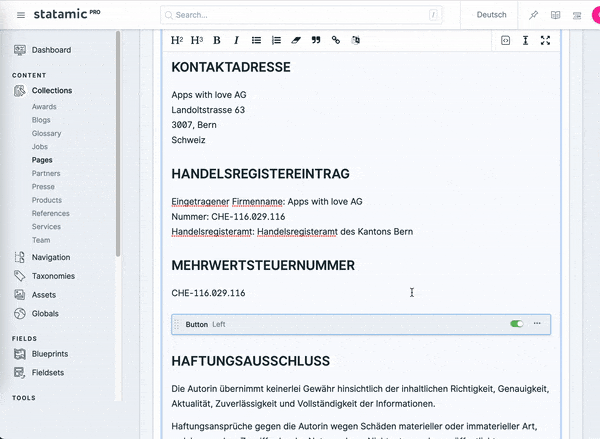 statamic PRO
Search...
/
Deutsch
Dashboard
CONTENT
Collections
Awards
Blogs
Glossary
Jobs
Pages
Partners
Presse
Products
References
Services
Team
Navigation
Taxonomies
Assets
Globals
FIELDS
Blueprints
Fieldsets
TOOLS
H2 H3 B I
KONTAKTADRESSE
Apps with love AG
Landoltstrasse 63
3007, Bern
Schweiz
HANDELSREGISTEREINTRAG
Eingetragener Firmenname: Apps with love AG
Nummer: CHE-116.029.116
Handelsregisteramt: Handelsregisteramt des Kantons Bern
MEHRWERTSTEUERNUMMER
CHE-116.029.116
Button Left
HAFTUNGSAUSSCHLUSS
Die Autorin übernimmt keinerlei Gewähr hinsichtlich der inhaltlichen Richtigkeit, Genauigkeit,
Aktualität, Zuverlässigkeit und Vollständigkeit der Informationen.
Haftungsansprüche gegen die Autorin wegen Schäden materieller oder immaterieller Art,